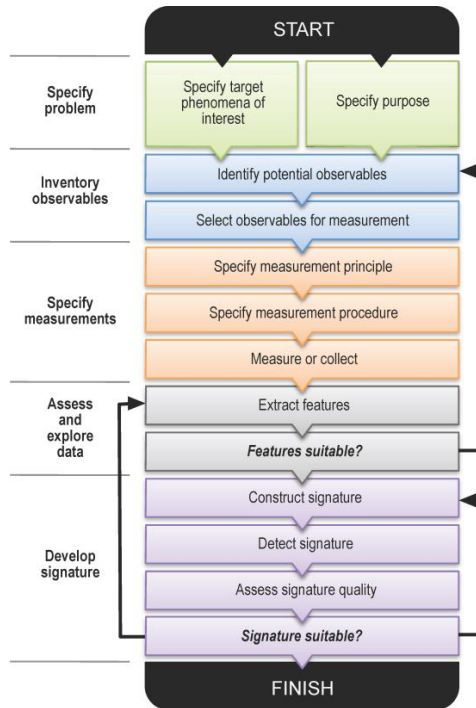 START
Specify
problem
Specify target
phenomena of
interest
Specify purpose
Inventory
observables
Identify potential observables
Select observables for measurement
Specify
measurements
Specify measurement principle
Specify measurement procedure
Measure or collect
Assess
and
explore
data
Extract features
Features suitable?
Develop
signature
Construct signature
Detect signature
Assess signature quality
Signature suitable?
FINISH